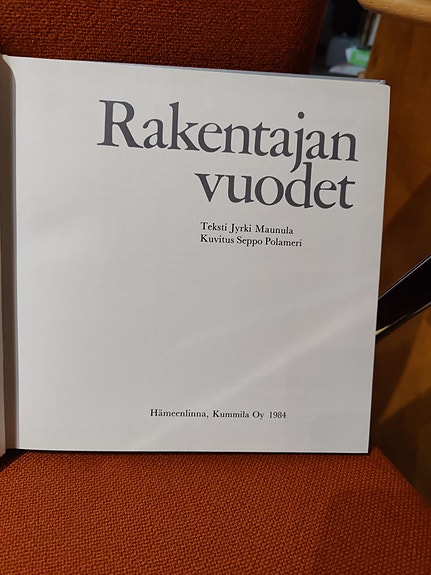 Rakentajan
vuodet
Teksti Jyrki Maunula
Kuvitus Seppo Polameri
Hämeenlinna, Kummila Oy 1984